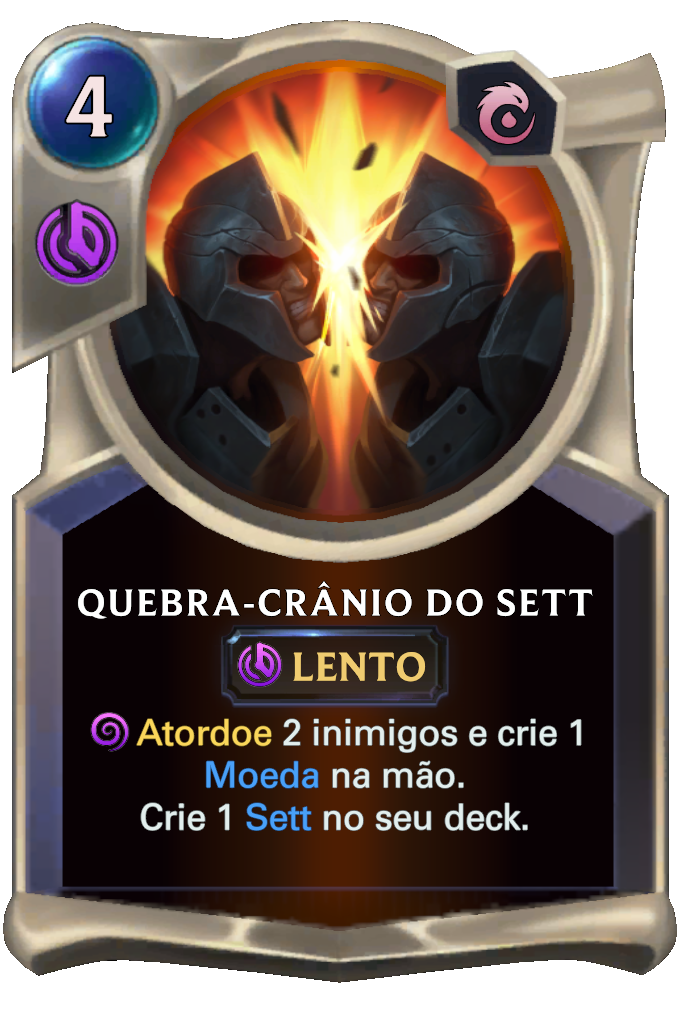 4
QUEBRA-CRÂNIO DO SETT
LENTO
Atordoe 2 inimigos e crie 1
Moeda na mão.
Crie 1 Sett no seu deck.